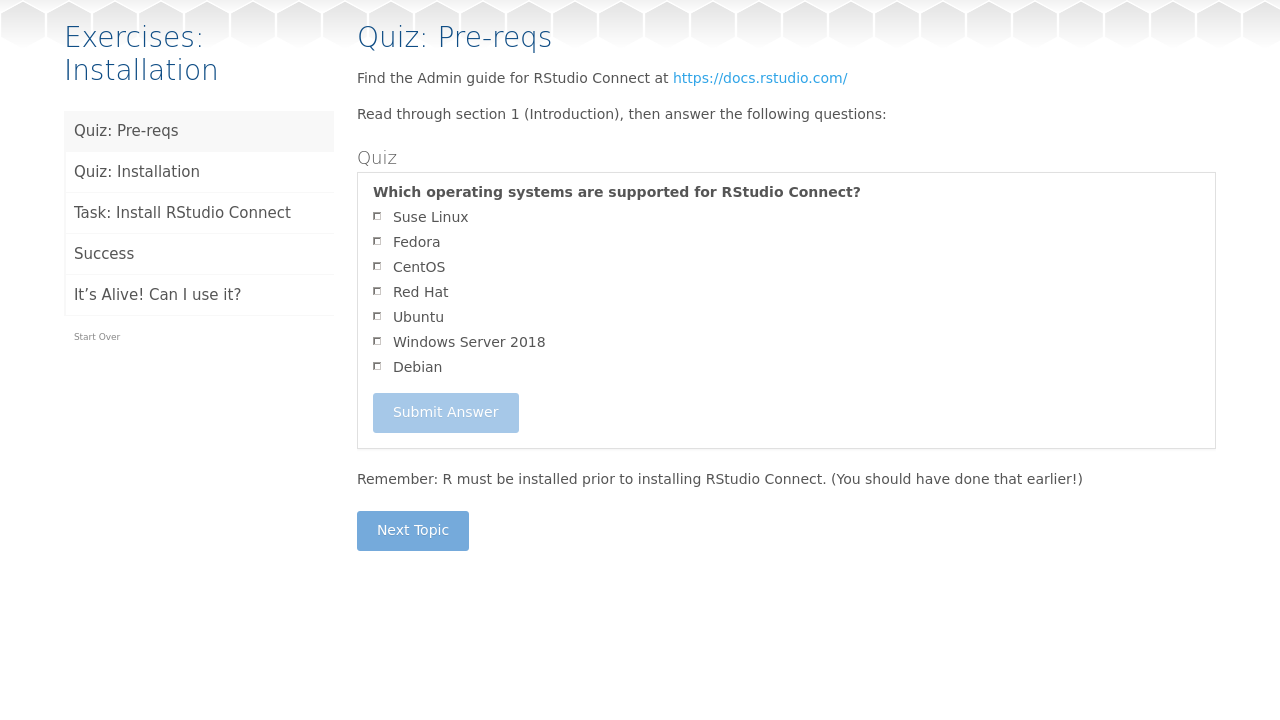 Exercises:
Installation
Quiz: Pre-reqs
Quiz: Installation
Task: Install RStudio Connect
Success
It’s Alive! Can I use it?
Start Over
Quiz: Pre-reqs
Find the Admin guide for RStudio Connect at https://docs.rstudio.com/
Read through section 1 (Introduction), then answer the following questions:
Quiz
Which operating systems are supported for RStudio Connect?
Suse Linux
Fedora
CentOS
Red Hat
Ubuntu
Windows Server 2018
Debian
Submit Answer
Remember: R must be installed prior to installing RStudio Connect. (You should have done that earlier!)
Next Topic